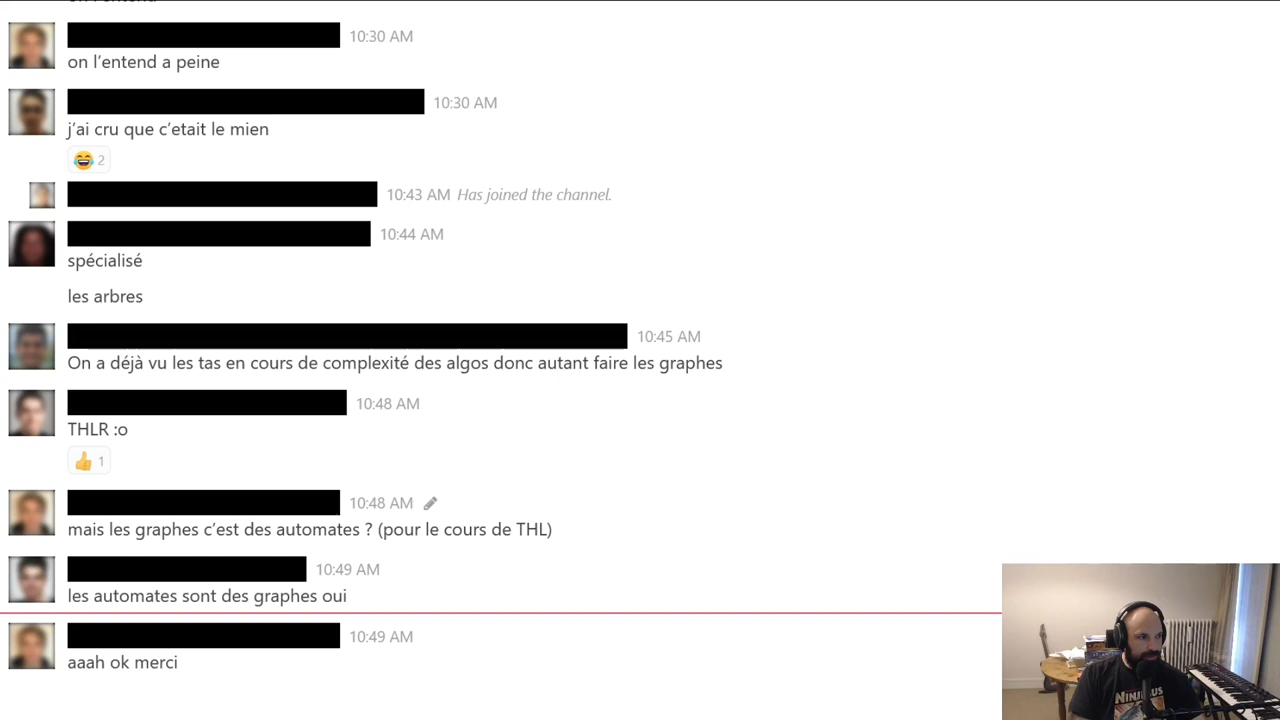 10:30 AM
on l'entend a peine
10:30 AM
j'ai cru que c'etait le mien
😂 2
10:43 AM Has joined the channel.
10:44 AM
spécialisé
les arbres
10:45 AM
On a déjà vu les tas en cours de complexité des algos donc autant faire les graphes
10:48 AM
THLR :o
👍 1
10:48 AM
mais les graphes c'est des automates ? (pour le cours de THL)
10:49 AM
les automates sont des graphes oui
10:49 AM
aaah ok merci